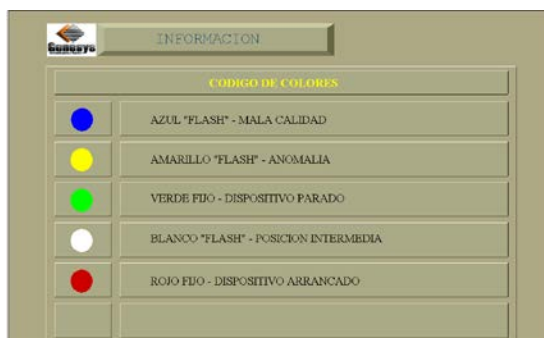 Genesys
INFORMACION
CODIGO DE COLORES
AZUL "FLASH" - MALA CALIDAD
AMARILLO "FLASH" - ANOMALIA
VERDE FIJO - DISPOSITIVO PARADO
BLANCO "FLASH" - POSICION INTERMEDIA
ROJO FIJO - DISPOSITIVO ARRANCADO